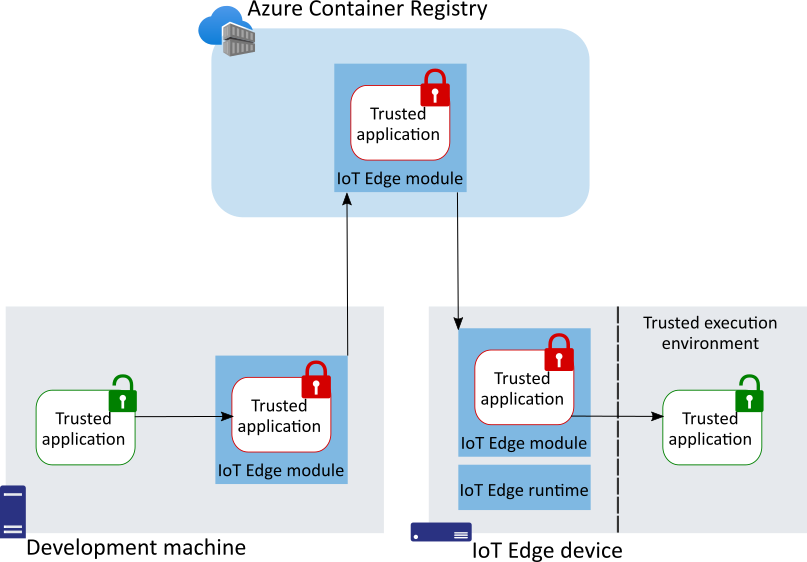 Azure Container Registry
Trusted
application
IoT Edge module
Trusted
application
Trusted
application
IoT Edge module
Development machine
Trusted
application
IoT Edge module
IoT Edge runtime
Trusted execution
environment
Trusted
application
IoT Edge device